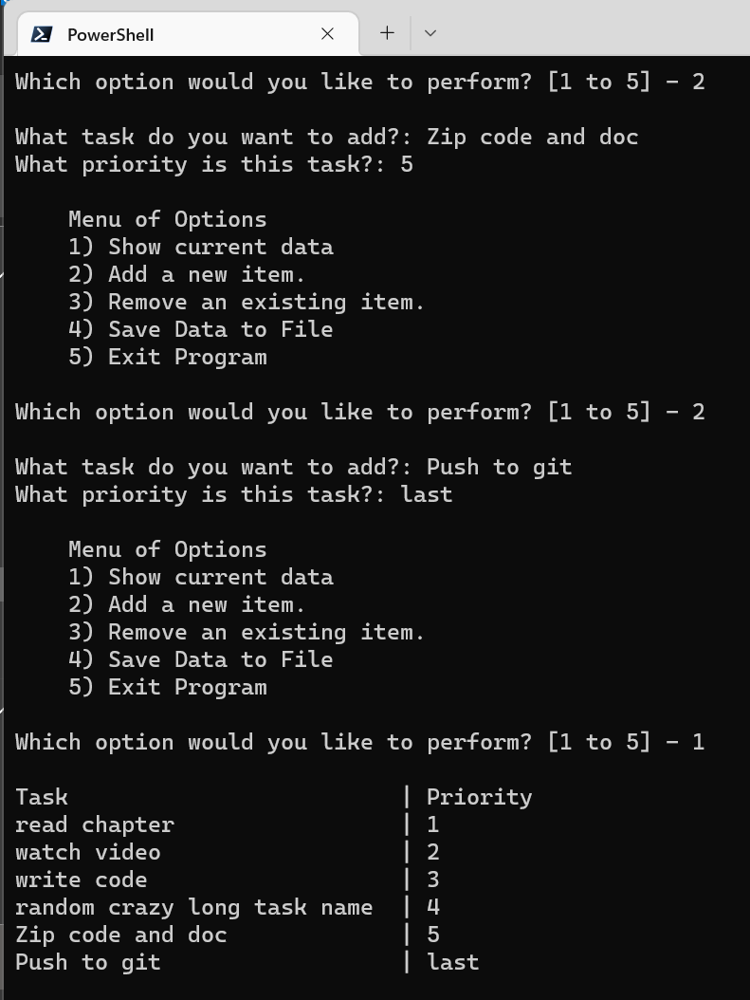 PowerShell
Which option would you like to perform? [1 to 5] - 2
What task do you want to add?: Zip code and doc
What priority is this task?: 5
Menu of Options
1) Show current data
2) Add a new item.
3) Remove an existing item.
4) Save Data to File
5) Exit Program
Which option would you like to perform? [1 to 5] - 2
What task do you want to add?: Push to git
What priority is this task?: last
Menu of Options
1) Show current data
2) Add a new item.
3) Remove an existing item.
4) Save Data to File
5) Exit Program
Which option would you like to perform? [1 to 5] - 1
Task | Priority
read chapter | 1
watch video | 2
write code | 3
random crazy long task name | 4
Zip code and doc | 5
Push to git | last